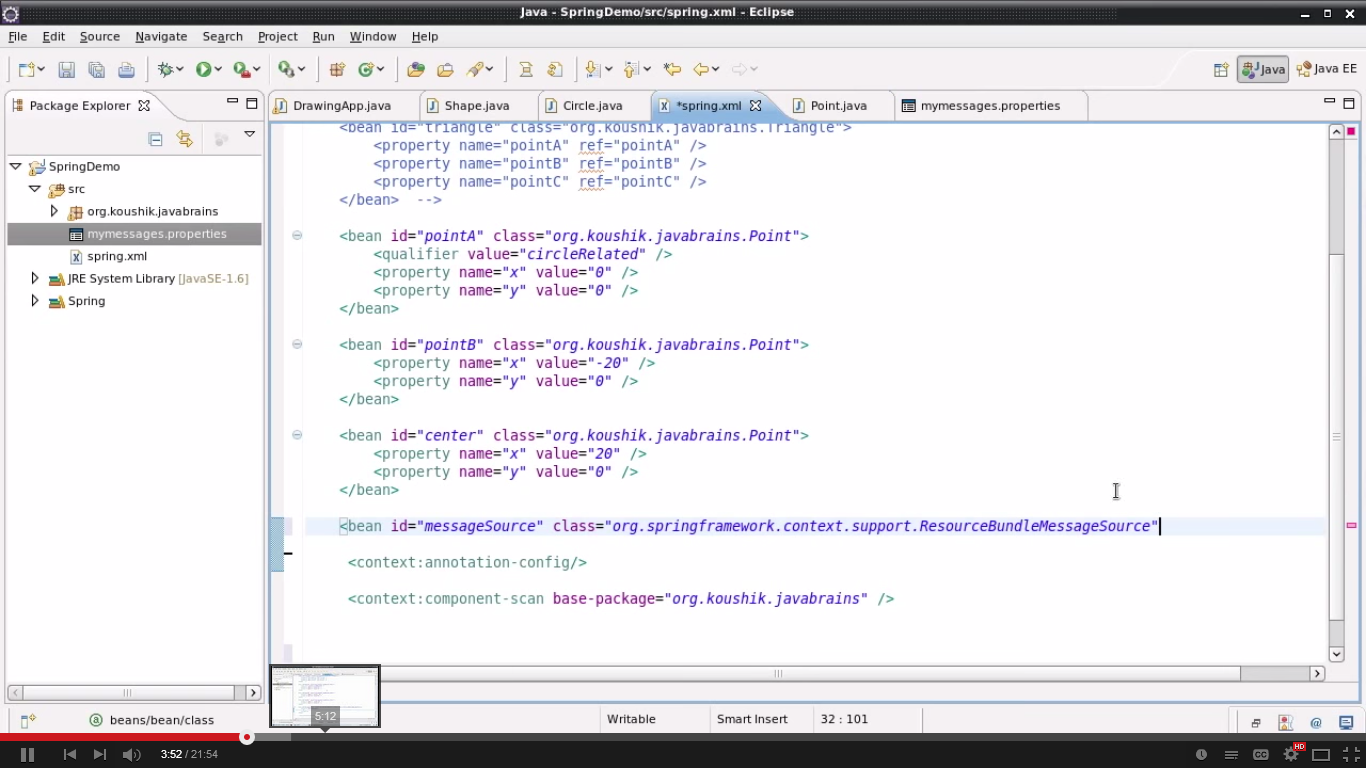 Java - SpringDemo/src/spring.xml - Eclipse
File Edit Source Navigate Search Project Run Window Help
Java Java EE
Package Explorer
DrawingApp.java Shape.java Circle.java *spring.xml Point.java mymessages.properties
SpringDemo
src
org.koushik.javabrains
mymessages.properties
spring.xml
JRE System Library [JavaSE-1.6]
Spring
<bean id="triangle" class="org.koushik.javabrains.Triangle">
<property name="pointA" ref="pointA" />
<property name="pointB" ref="pointB" />
<property name="pointC" ref="pointC" />
</bean> -->
<bean id="pointA" class="org.koushik.javabrains.Point">
<qualifier value="circleRelated" />
<property name="x" value="0" />
<property name="y" value="0" />
</bean>
<bean id="pointB" class="org.koushik.javabrains.Point">
<property name="x" value="-20" />
<property name="y" value="0" />
</bean>
<bean id="center" class="org.koushik.javabrains.Point">
<property name="x" value="20" />
<property name="y" value="0" />
</bean>
<bean id="messageSource" class="org.springframework.context.support.ResourceBundleMessageSource"
<context:annotation-config/>
<context:component-scan base-package="org.koushik.javabrains" />
5:12
beans/bean/class
Writable Smart Insert 32 : 101
3:52 / 21:54
CC HD